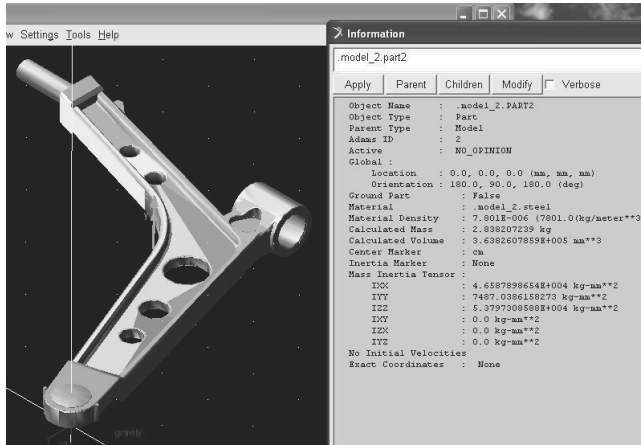 w Settings Tools Help
Information
.model_2.part2
Apply Parent Children Modify Verbose
Object Name : .model_2.PART2
Object Type : Part
Parent Type : Model
Adams ID : 2
Active : NO_OPINION
Global :
Location : 0.0, 0.0, 0.0 (mm, mm, mm)
Orientation : 180.0, 90.0, 180.0 (deg)
Ground Part : False
Material : .model_2.steel
Material Density : 7.801E-006 (7801.0(kg/meter**3
Calculated Mass : 2.838207239 kg
Calculated Volume : 3.6382607859E+005 mm**3
Center Marker : cm
Inertia Marker : None
Mass Inertia Tensor :
IXX : 4.6587898654E+004 kg-mm**2
IYY : 7487.0386158273 kg-mm**2
IZZ : 5.3797308588E+004 kg-mm**2
IXY : 0.0 kg-mm**2
IZX : 0.0 kg-mm**2
IYZ : 0.0 kg-mm**2
No Initial Velocities
Exact Coordinates : None
gravity